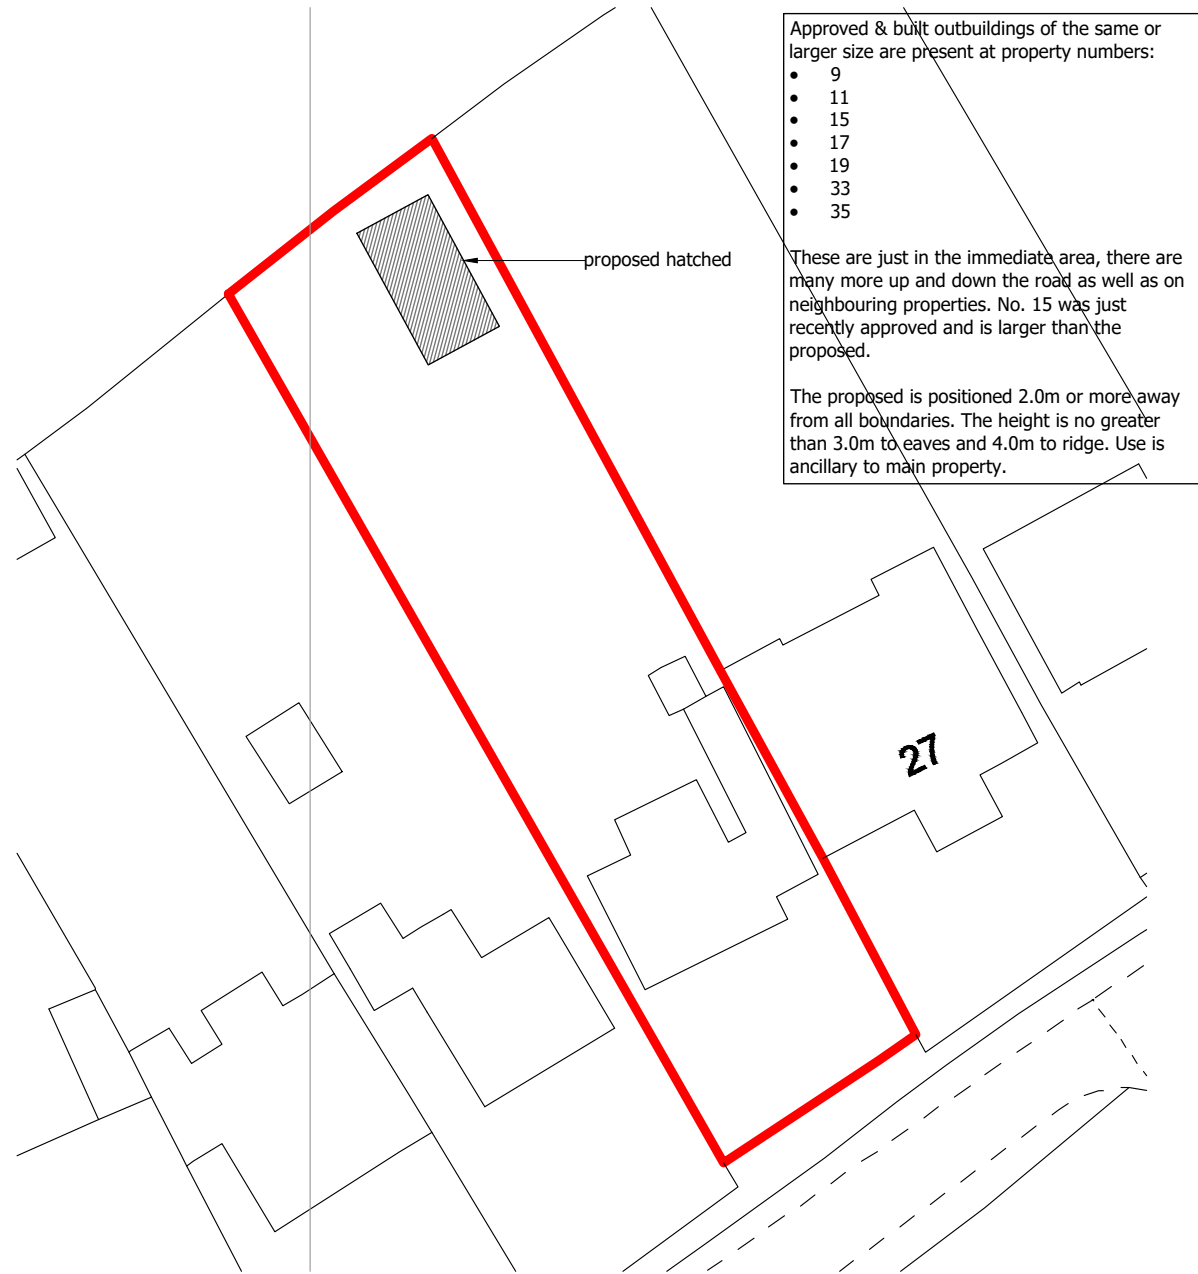 Approved & built outbuildings of the same or
larger size are present at property numbers:
• 9
• 11
• 15
• 17
• 19
• 33
• 35
These are just in the immediate area, there are
many more up and down the road as well as on
neighbouring properties. No. 15 was just
recently approved and is larger than the
proposed.
The proposed is positioned 2.0m or more away
from all boundaries. The height is no greater
than 3.0m to eaves and 4.0m to ridge. Use is
ancillary to main property.
proposed hatched
27